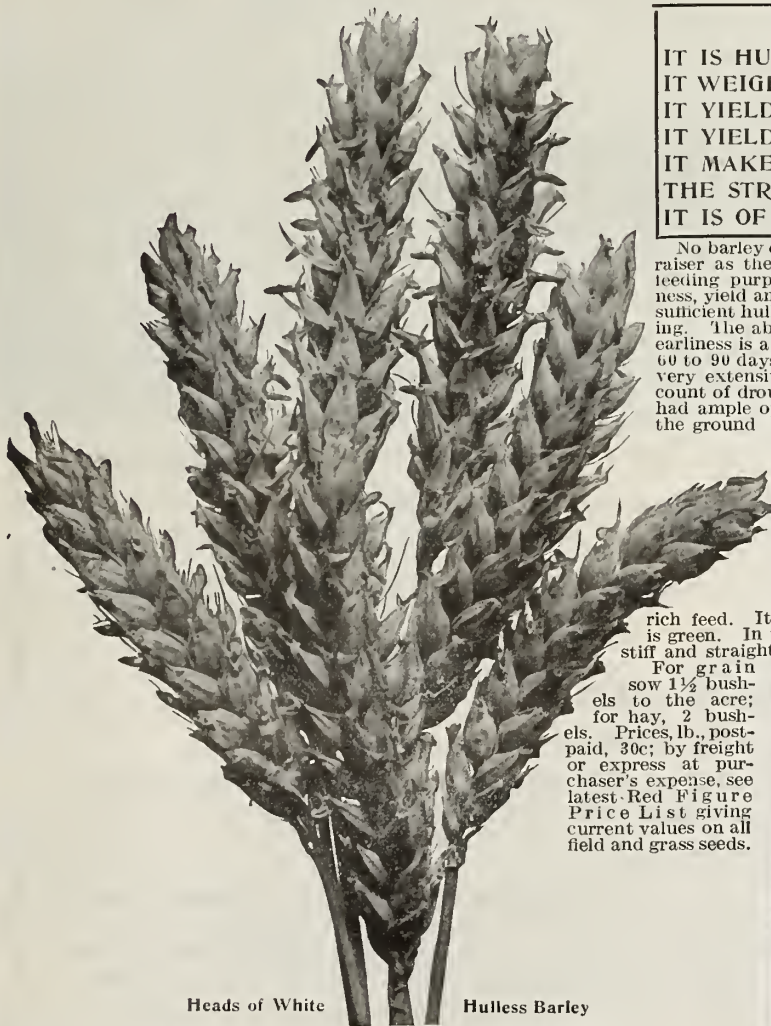 IT IS HU
IT WEIGH
IT YIELD
IT YIELD
IT MAKE
THE STR
IT IS OF
No barley
raiser as the
feeding purp
ness, yield an
sufficient hul
ing. The ab
earliness is a
60 to 90 days
very extensi
count of drou
had ample o
the ground
rich feed. It
is green. In
stiff and straight
For grain
sow 1½ bush-
els to the acre;
for hay, 2 bush-
els. Prices, lb., post-
paid, 30c; by freight
or express at pur-
chaser's expense, see
latest Red Figure
Price List giving
current values on all
field and grass seeds.
Heads of White Hulless Barley